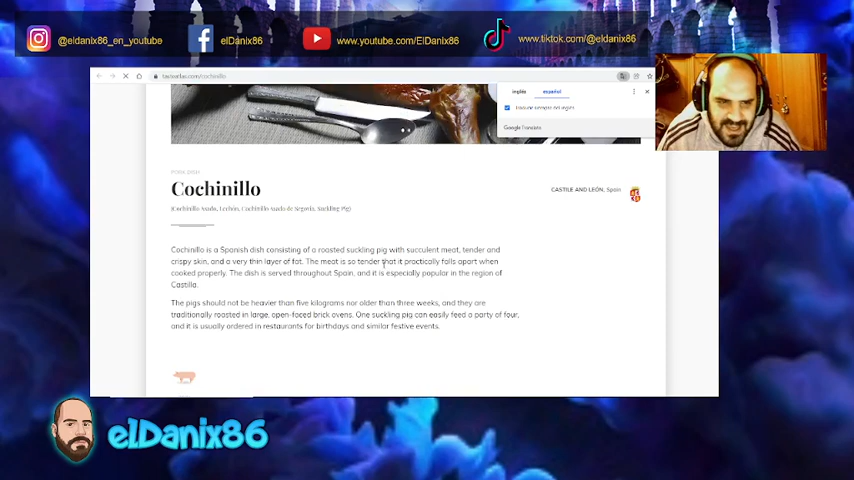 @eldanix86_en_youtube
elDanix86
www.youtube.com/ElDanix86
www.tiktok.com/@eldanix86
tasteatlas.com/cochinillo
inglés
español
Google Translate
PORK DISH
Cochinillo
CASTILE AND LEÓN, Spain
(Cochinillo Asado, Lechón, Cochinillo Asado de Segovia, Suckling Pig)
Cochinillo is a Spanish dish consisting of a roasted suckling pig with succulent meat, tender and
crispy skin, and a very thin layer of fat. The meat is so tender that it practically falls apart when
cooked properly. The dish is served throughout Spain, and it is especially popular in the region of
Castilla.
The pigs should not be heavier than five kilograms nor older than three weeks, and they are
traditionally roasted in large, open-faced brick ovens. One suckling pig can easily feed a party of four,
and it is usually ordered in restaurants for birthdays and similar festive events.
elDanix86